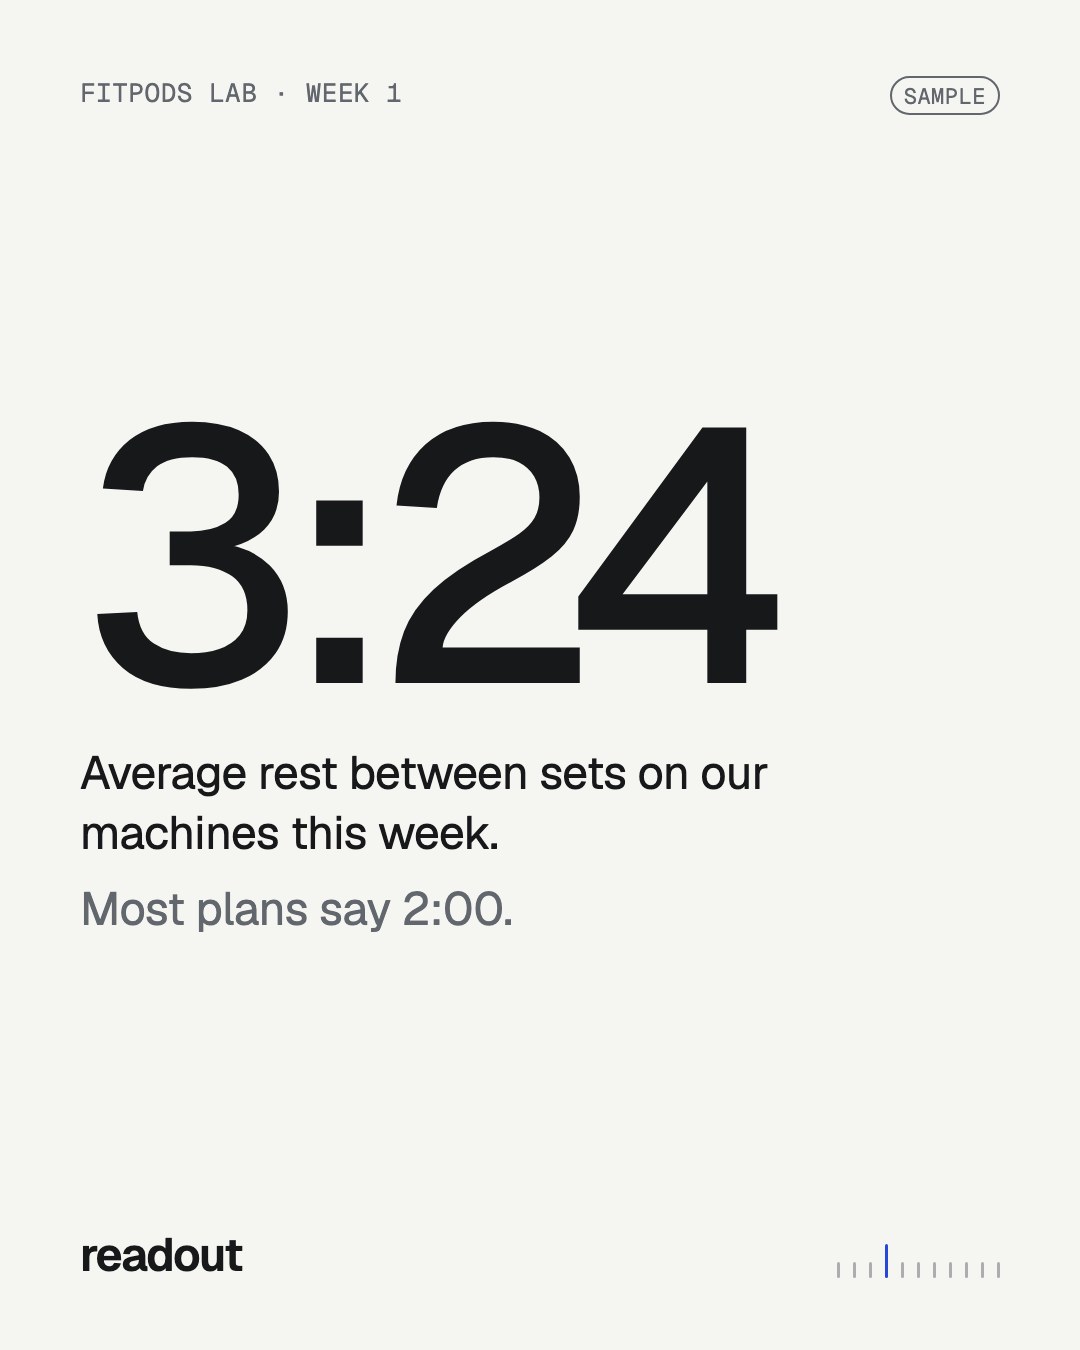 FITPODS LAB · WEEK 1
SAMPLE
3:24
Average rest between sets on our
machines this week.
Most plans say 2:00.
readout